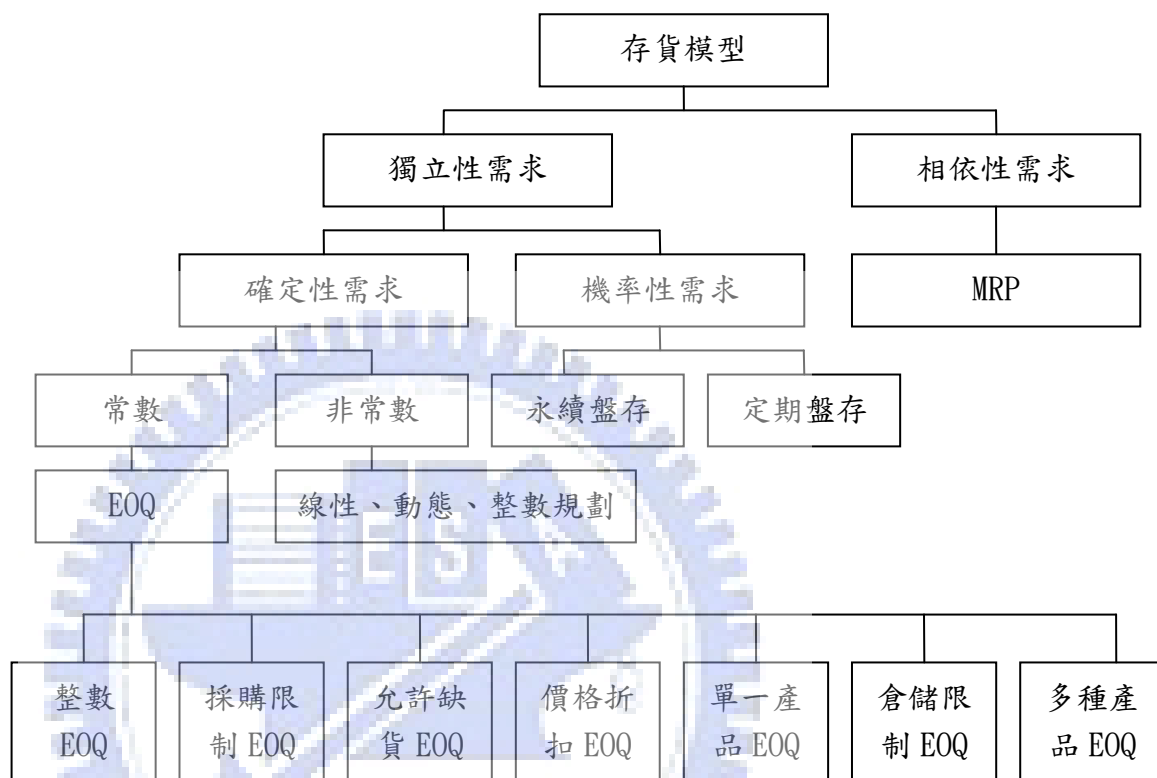 存貨模型
獨立性需求
相依性需求
確定性需求
機率性需求
MRP
常數
非常數
永續盤存
定期盤存
EOQ
線性、動態、整數規劃
整數
EOQ
採購限
制 EOQ
允許缺
貨 EOQ
價格折
扣 EOQ
單一產
品 EOQ
倉儲限
制 EOQ
多種產
品 EOQ
ES